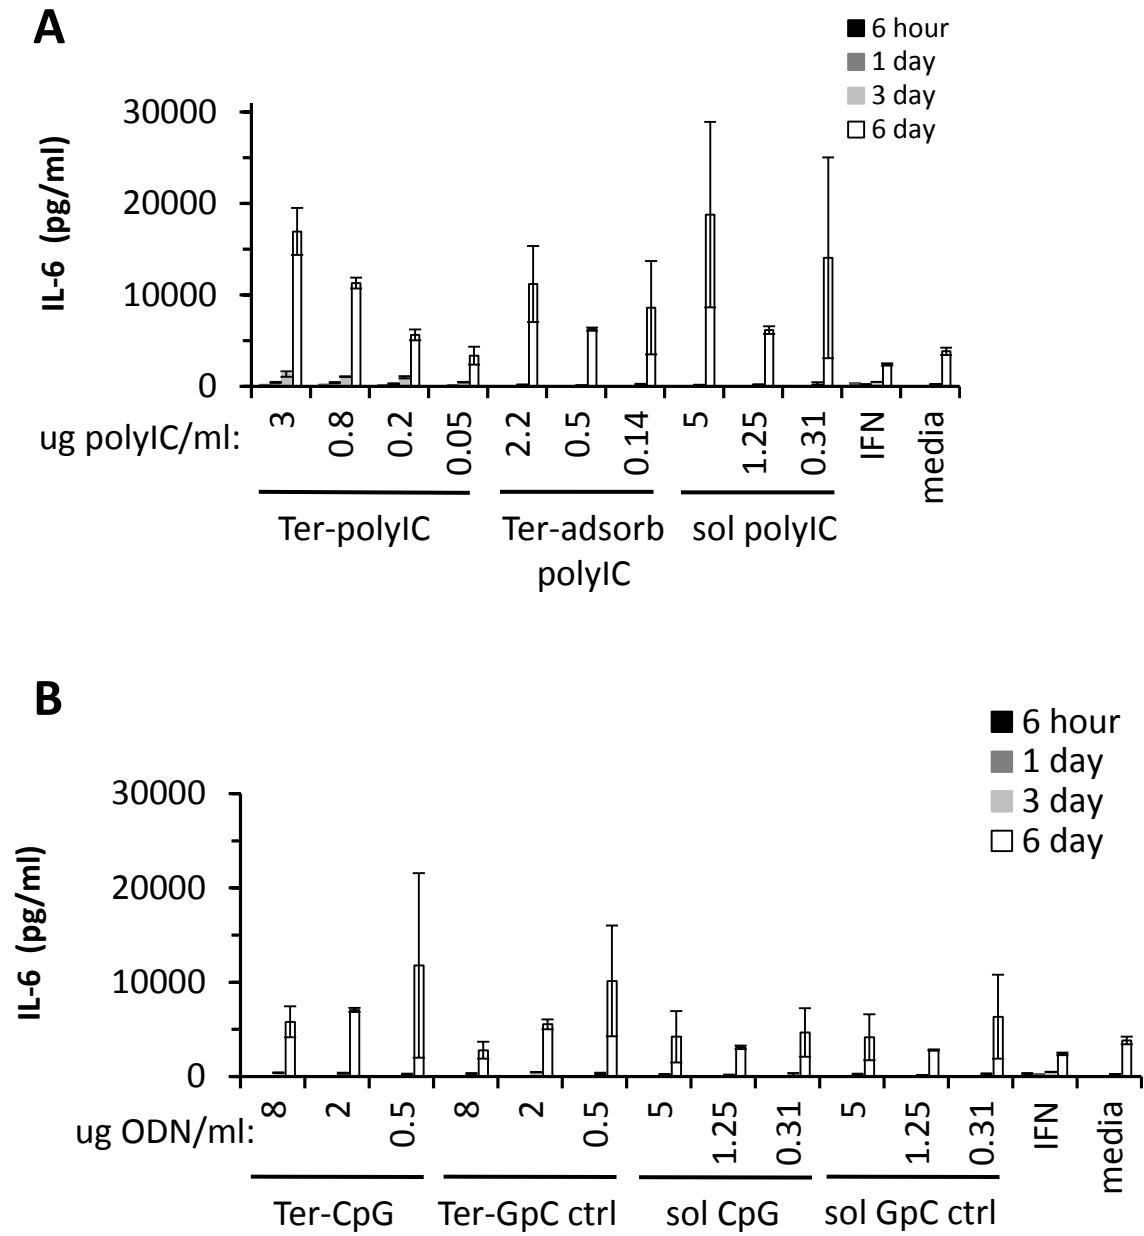 A
6 hour
1 day
3 day
6 day
IL-6 (pg/ml)
30000
20000
10000
0
ug polyIC/ml:
3
0.8
0.2
0.05
2.2
0.5
0.14
5
1.25
0.31
IFN
media
Ter-polyIC
Ter-adsorb
polyIC
sol polyIC
B
6 hour
1 day
3 day
6 day
IL-6 (pg/ml)
30000
20000
10000
0
ug ODN/ml:
8
2
0.5
8
2
0.5
5
1.25
0.31
5
1.25
0.31
IFN
media
Ter-CpG
Ter-GpC ctrl
sol CpG
sol GpC ctrl